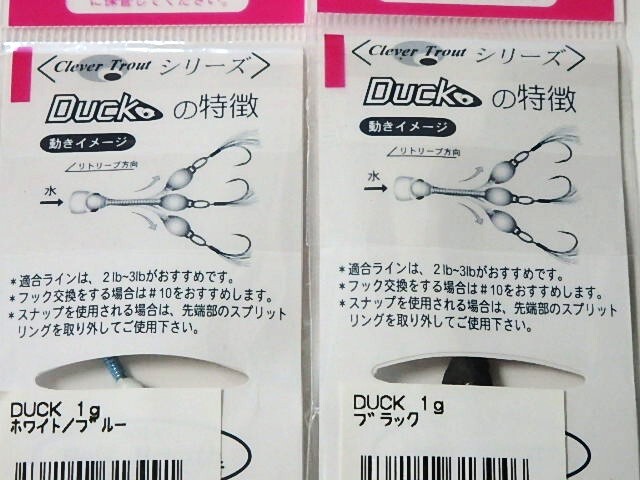 に保管してください。
〈Clever Trout シリーズ〉
Duck の特徴
動きイメージ
リトリーブ方向
水
*適合ラインは、2lb~3lbがおすすめです。
*フック交換をする場合は#10をおすすめします。
*スナップを使用される場合は、先端部のスプリット
リングを取り外してご使用下さい。
DUCK 1g
ホワイト/ブルー
〈Clever Trout シリーズ〉
Duck の特徴
動きイメージ
リトリーブ方向
水
*適合ラインは、2lb~3lbがおすすめです。
*フック交換をする場合は#10をおすすめします。
*スナップを使用される場合は、先端部のスプリット
リングを取り外してご使用下さい。
DUCK 1g
ブラック